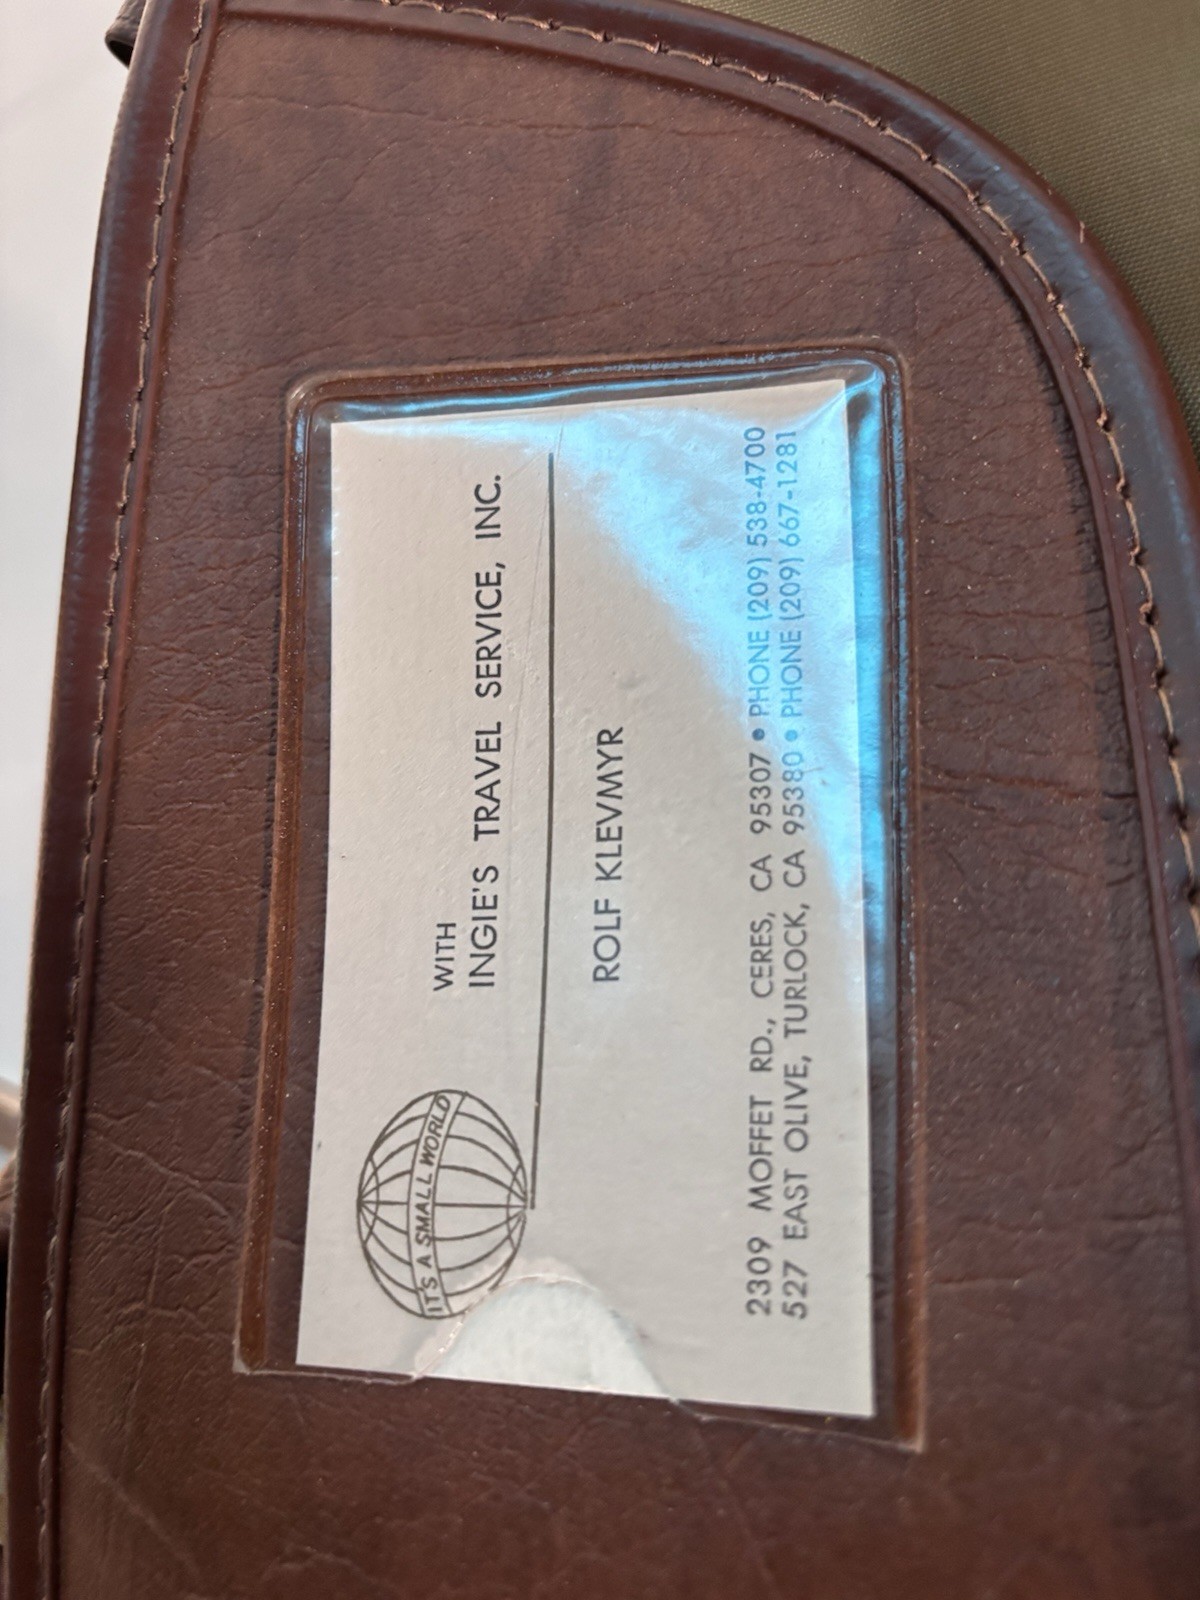 WITH
INGIE'S TRAVEL SERVICE, INC.
IT'S A SMALL WORLD
ROLF KLEVMYR
2309 MOFFET RD., CERES, CA 95307 • PHONE (209) 538-4700
527 EAST OLIVE, TURLOCK, CA 95380 • PHONE (209) 667-1281